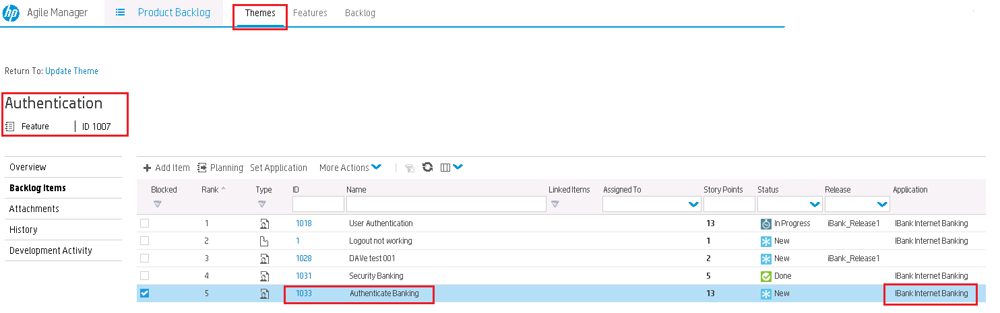 hp Agile Manager Product Backlog Themes Features Backlog
Return To: Update Theme
Authentication
Feature | ID 1007
Overview
Backlog Items
Attachments
History
Development Activity
Add Item Planning Set Application More Actions
Blocked Rank Type ID Name Linked Items Assigned To Story Points Status Release Application
1 1018 User Authentication 13 In Progress iBank_Release1 IBank Internet Banking
2 1 Logout not working 1 New IBank Internet Banking
3 1028 DAVe test 001 2 New iBank_Release1
4 1031 Security Banking 5 Done IBank Internet Banking
5 1033 Authenticate Banking 13 New IBank Internet Banking